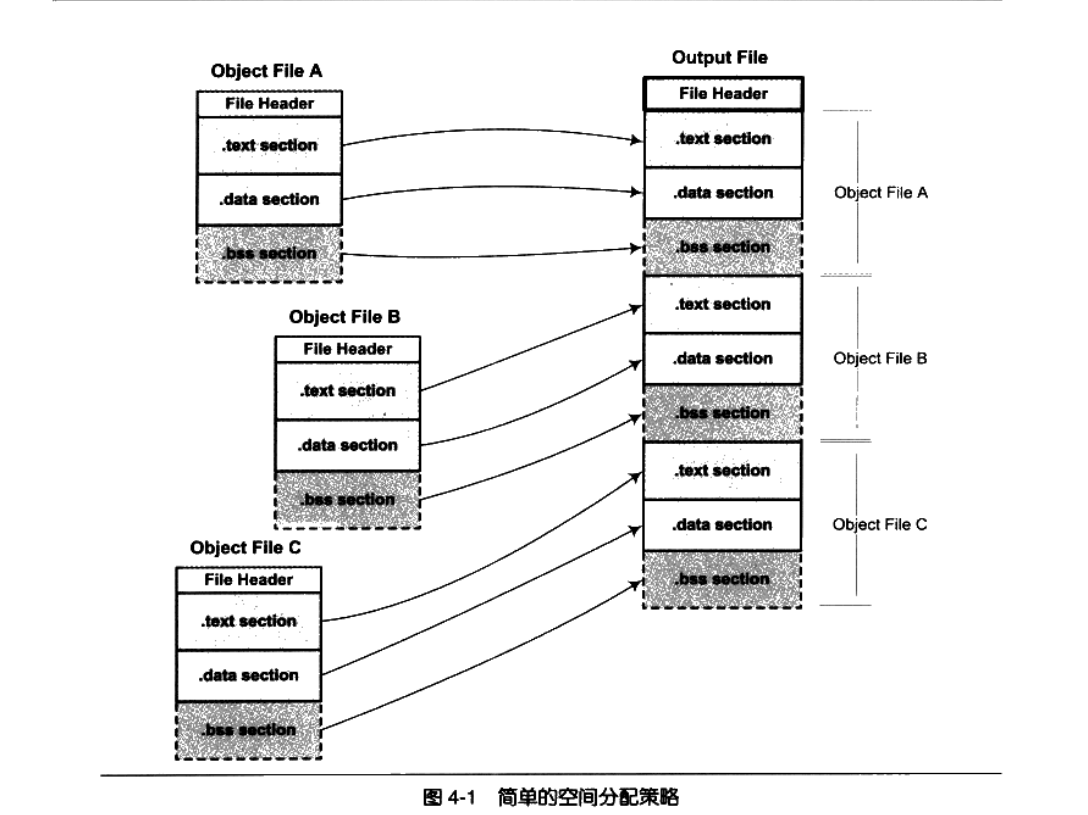 Object File A
File Header
.text section
.data section
.bss section
Object File B
File Header
.text section
.data section
.bss section
Object File C
File Header
.text section
.data section
.bss section
Output File
File Header
.text section
.data section
.bss section
.text section
.data section
.bss section
.text section
.data section
.bss section
Object File A
Object File B
Object File C
图 4-1 简单的空间分配策略